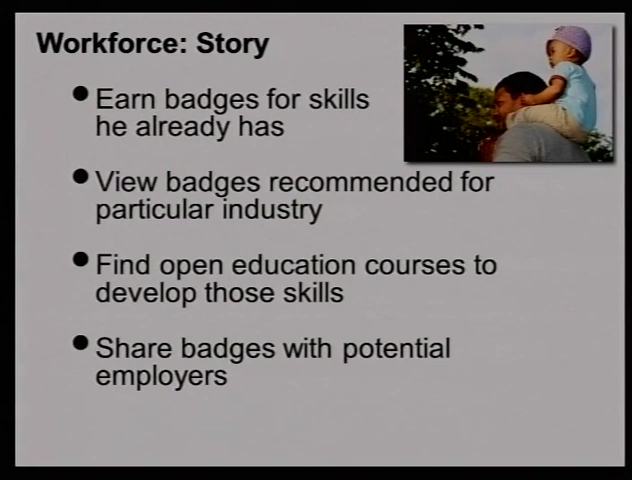 Workforce: Story
• Earn badges for skills
he already has
• View badges recommended for
particular industry
• Find open education courses to
develop those skills
• Share badges with potential
employers